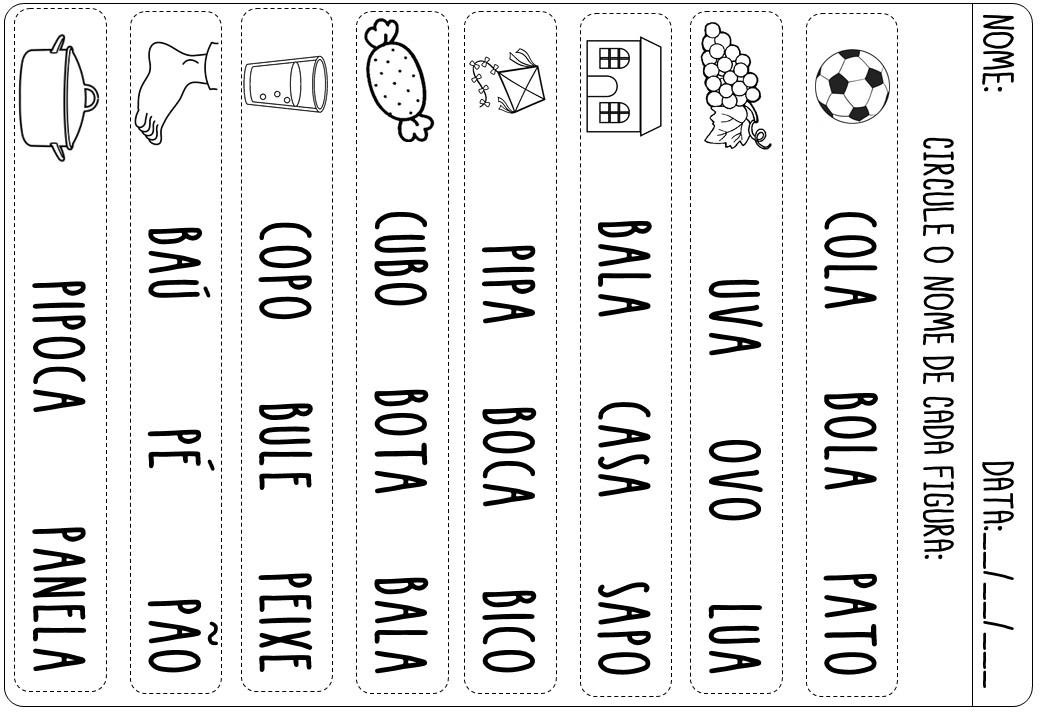 NOME: DATA:__/__/___
CIRCULE O NOME DE CADA FIGURA:
COLA BOLA PATO
UVA OVO LUA
BALA CASA SAPO
PIPA BOCA BICO
CUBO BOTA BALA
COPO BULE PEIXE
BAÚ PÉ PÃO
PIPOCA PANELA